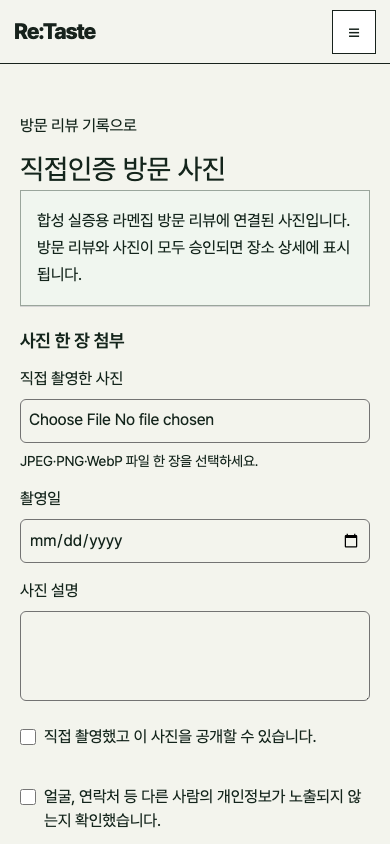 Re:Taste
≡
방문 리뷰 기록으로
직접인증 방문 사진
합성 실증용 라멘집 방문 리뷰에 연결된 사진입니다.
방문 리뷰와 사진이 모두 승인되면 장소 상세에 표시
됩니다.
사진 한 장 첨부
직접 촬영한 사진
Choose File No file chosen
JPEG·PNG·WebP 파일 한 장을 선택하세요.
촬영일
mm/dd/yyyy
사진 설명
직접 촬영했고 이 사진을 공개할 수 있습니다.
얼굴, 연락처 등 다른 사람의 개인정보가 노출되지 않
는지 확인했습니다.